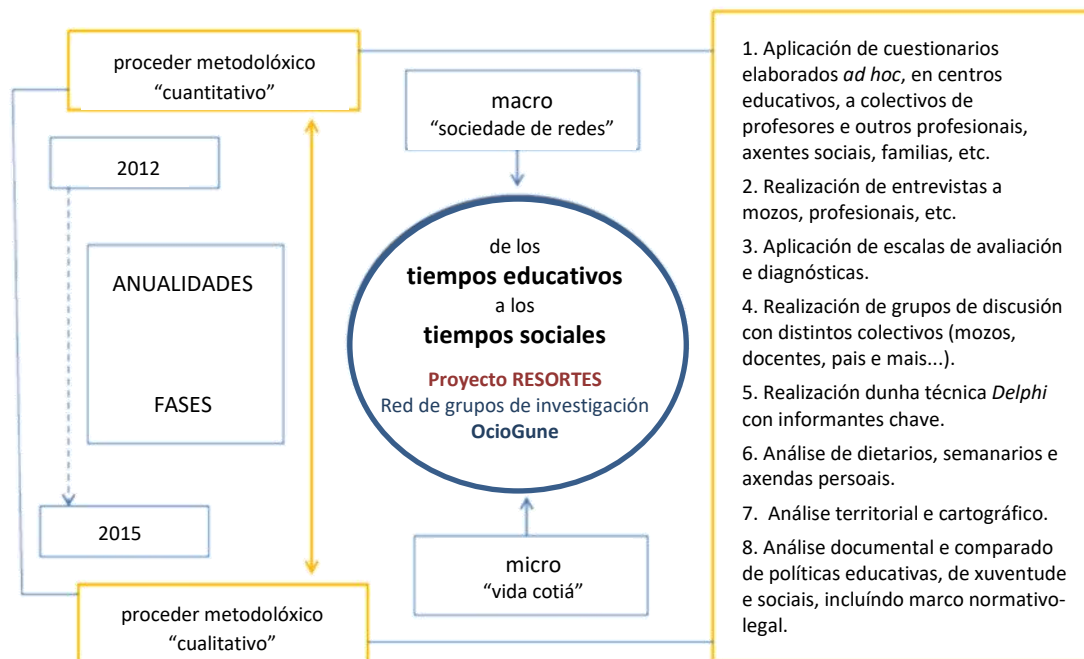 proceder metodolóxico
“cuantitativo”
2012
ANUALIDADES
FASES
2015
proceder metodolóxico
“cualitativo”
macro
“sociedade de redes”
de los
tiempos educativos
a los
tiempos sociales
Proyecto RESORTES
Red de grupos de investigación
OcioGune
micro
“vida cotiá”
1. Aplicación de cuestionarios
elaborados ad hoc, en centros
educativos, a colectivos de
profesores e outros profesionais,
axentes sociais, familias, etc.
2. Realización de entrevistas a
mozos, profesionais, etc.
3. Aplicación de escalas de avaliación
e diagnósticas.
4. Realización de grupos de discusión
con distintos colectivos (mozos,
docentes, pais e mais...).
5. Realización dunha técnica Delphi
con informantes chave.
6. Análise de dietarios, semanarios e
axendas persoais.
7. Análise territorial e cartográfico.
8. Análise documental e comparado
de políticas educativas, de xuventude
e sociais, incluíndo marco normativo-
legal.